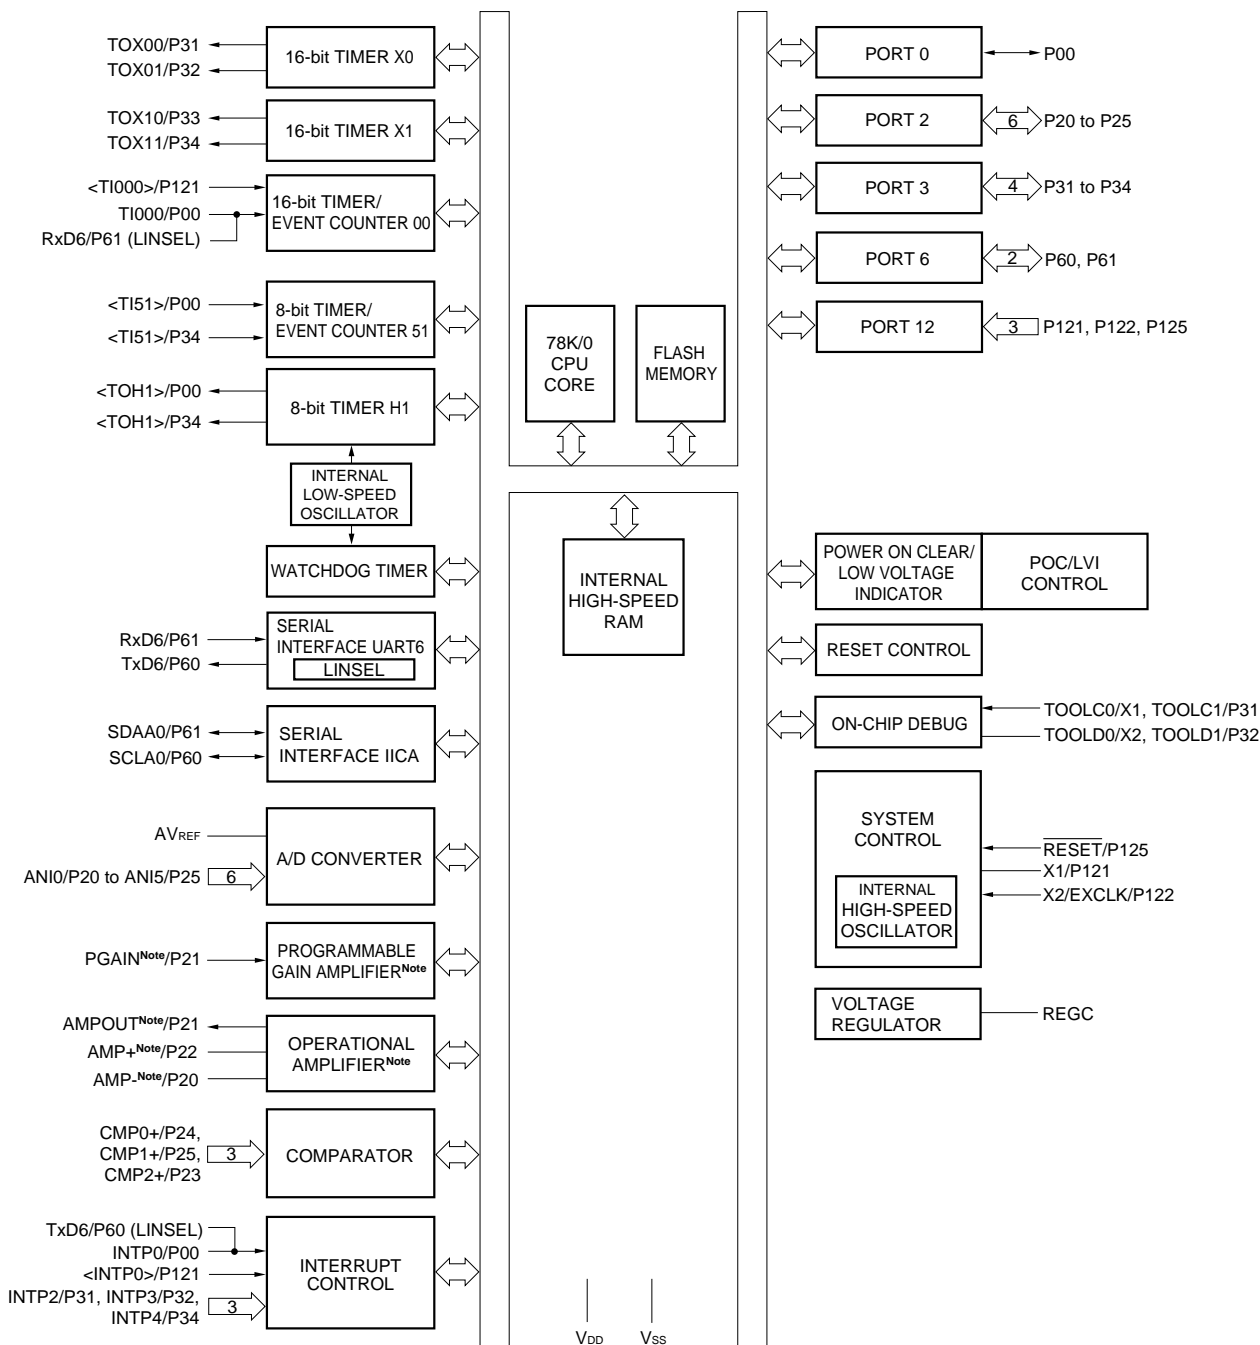 TOX00/P31
TOX01/P32
16-bit TIMER X0
TOX10/P33
TOX11/P34
16-bit TIMER X1
<TI000>/P121
TI000/P00
RxD6/P61 (LINSEL)
16-bit TIMER/
EVENT COUNTER 00
<TI51>/P00
<TI51>/P34
8-bit TIMER/
EVENT COUNTER 51
<TOH1>/P00
<TOH1>/P34
8-bit TIMER H1
INTERNAL
LOW-SPEED
OSCILLATOR
WATCHDOG TIMER
RxD6/P61
TxD6/P60
SERIAL
INTERFACE UART6
LINSEL
SDAA0/P61
SCLA0/P60
SERIAL
INTERFACE IICA
AVREF
ANI0/P20 to ANI5/P25
6
A/D CONVERTER
PGAINNote/P21
PROGRAMMABLE
GAIN AMPLIFIERNote
AMPOUTNote/P21
AMP+Note/P22
AMP-Note/P20
OPERATIONAL
AMPLIFIERNote
CMP0+/P24,
CMP1+/P25,
CMP2+/P23
3
COMPARATOR
TxD6/P60 (LINSEL)
INTP0/P00
<INTP0>/P121
INTP2/P31, INTP3/P32,
INTP4/P34
3
INTERRUPT
CONTROL
78K/0
CPU
CORE
FLASH
MEMORY
INTERNAL
HIGH-SPEED
RAM
VDD
VSS
PORT 0
P00
PORT 2
6
P20 to P25
PORT 3
4
P31 to P34
PORT 6
2
P60, P61
PORT 12
3
P121, P122, P125
POWER ON CLEAR/
LOW VOLTAGE
INDICATOR
POC/LVI
CONTROL
RESET CONTROL
ON-CHIP DEBUG
TOOLC0/X1, TOOLC1/P31
TOOLD0/X2, TOOLD1/P32
SYSTEM
CONTROL
INTERNAL
HIGH-SPEED
OSCILLATOR
RESET/P125
X1/P121
X2/EXCLK/P122
VOLTAGE
REGULATOR
REGC